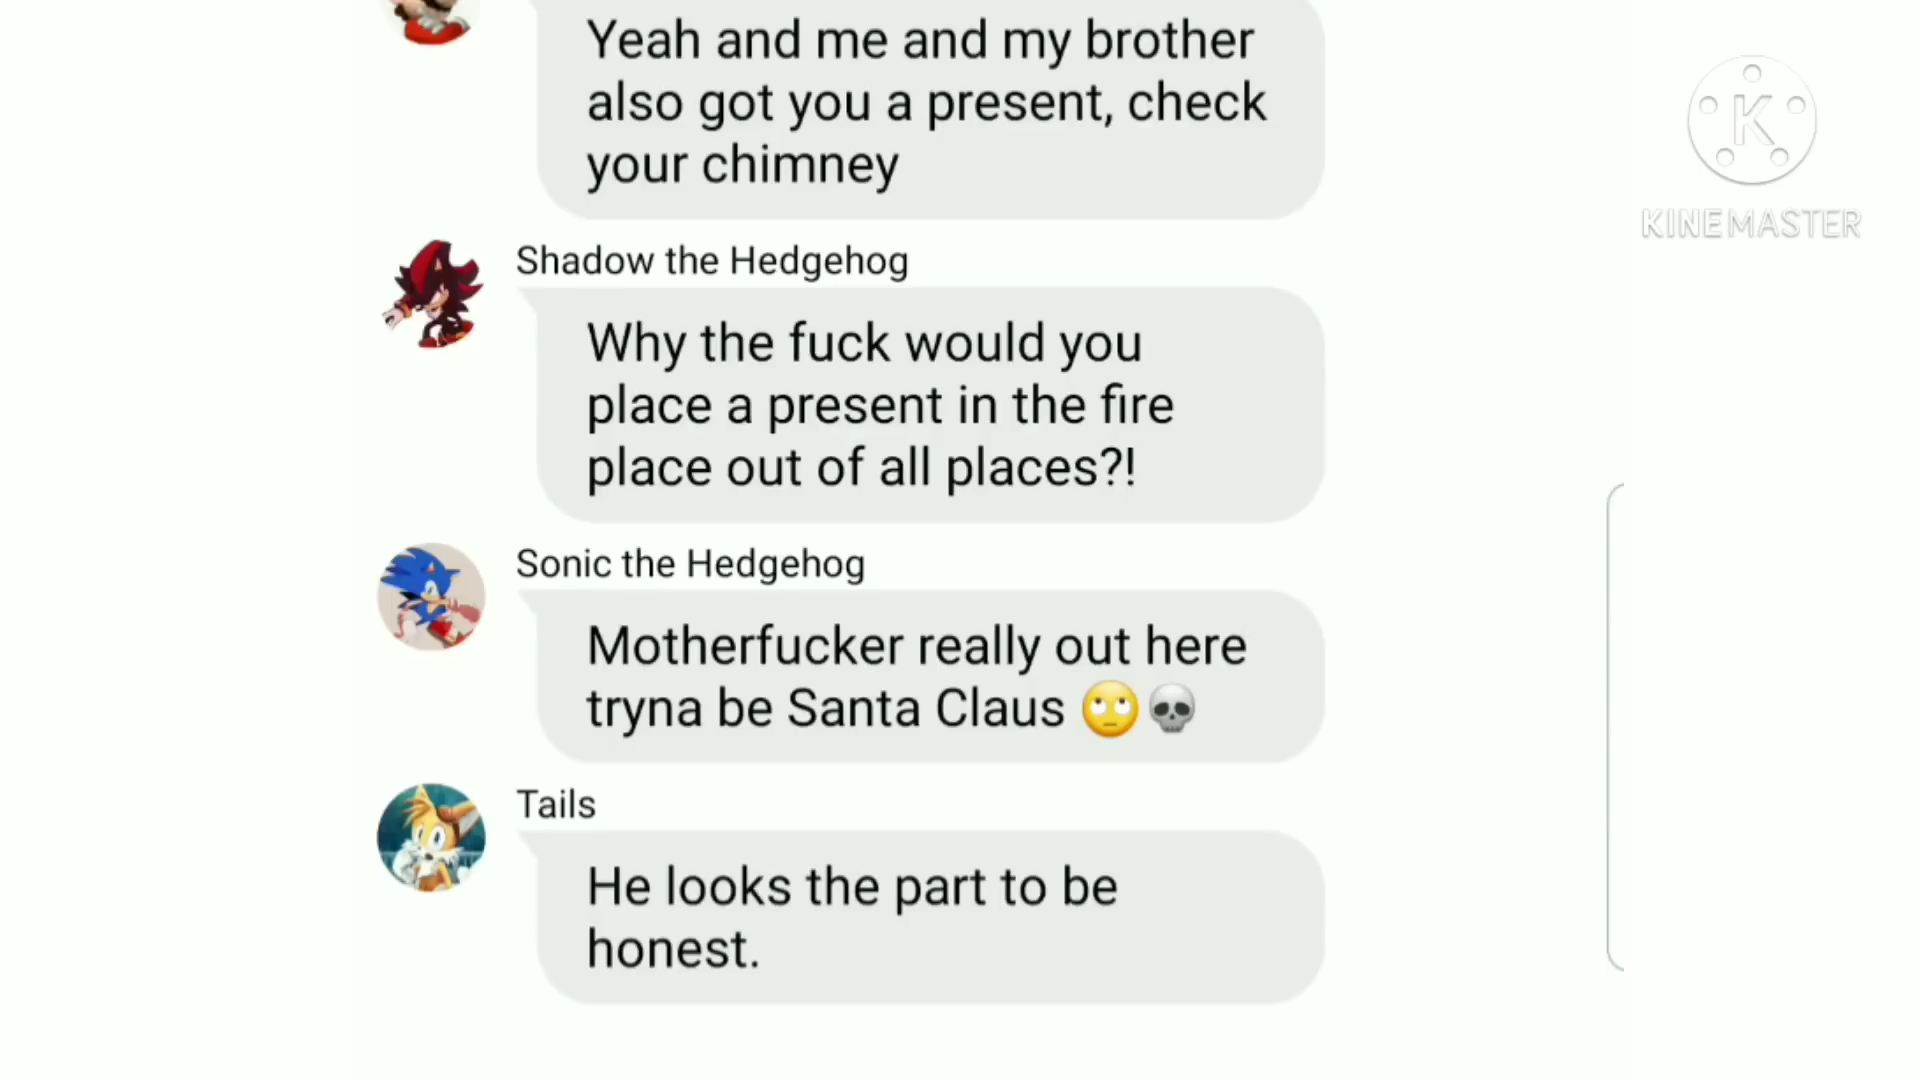 Yeah and me and my brother
also got you a present, check
your chimney
Shadow the Hedgehog
Why the fuck would you
place a present in the fire
place out of all places?!
Sonic the Hedgehog
Motherfucker really out here
tryna be Santa Claus 🙄💀
Tails
He looks the part to be
honest.
K
KINEMASTER